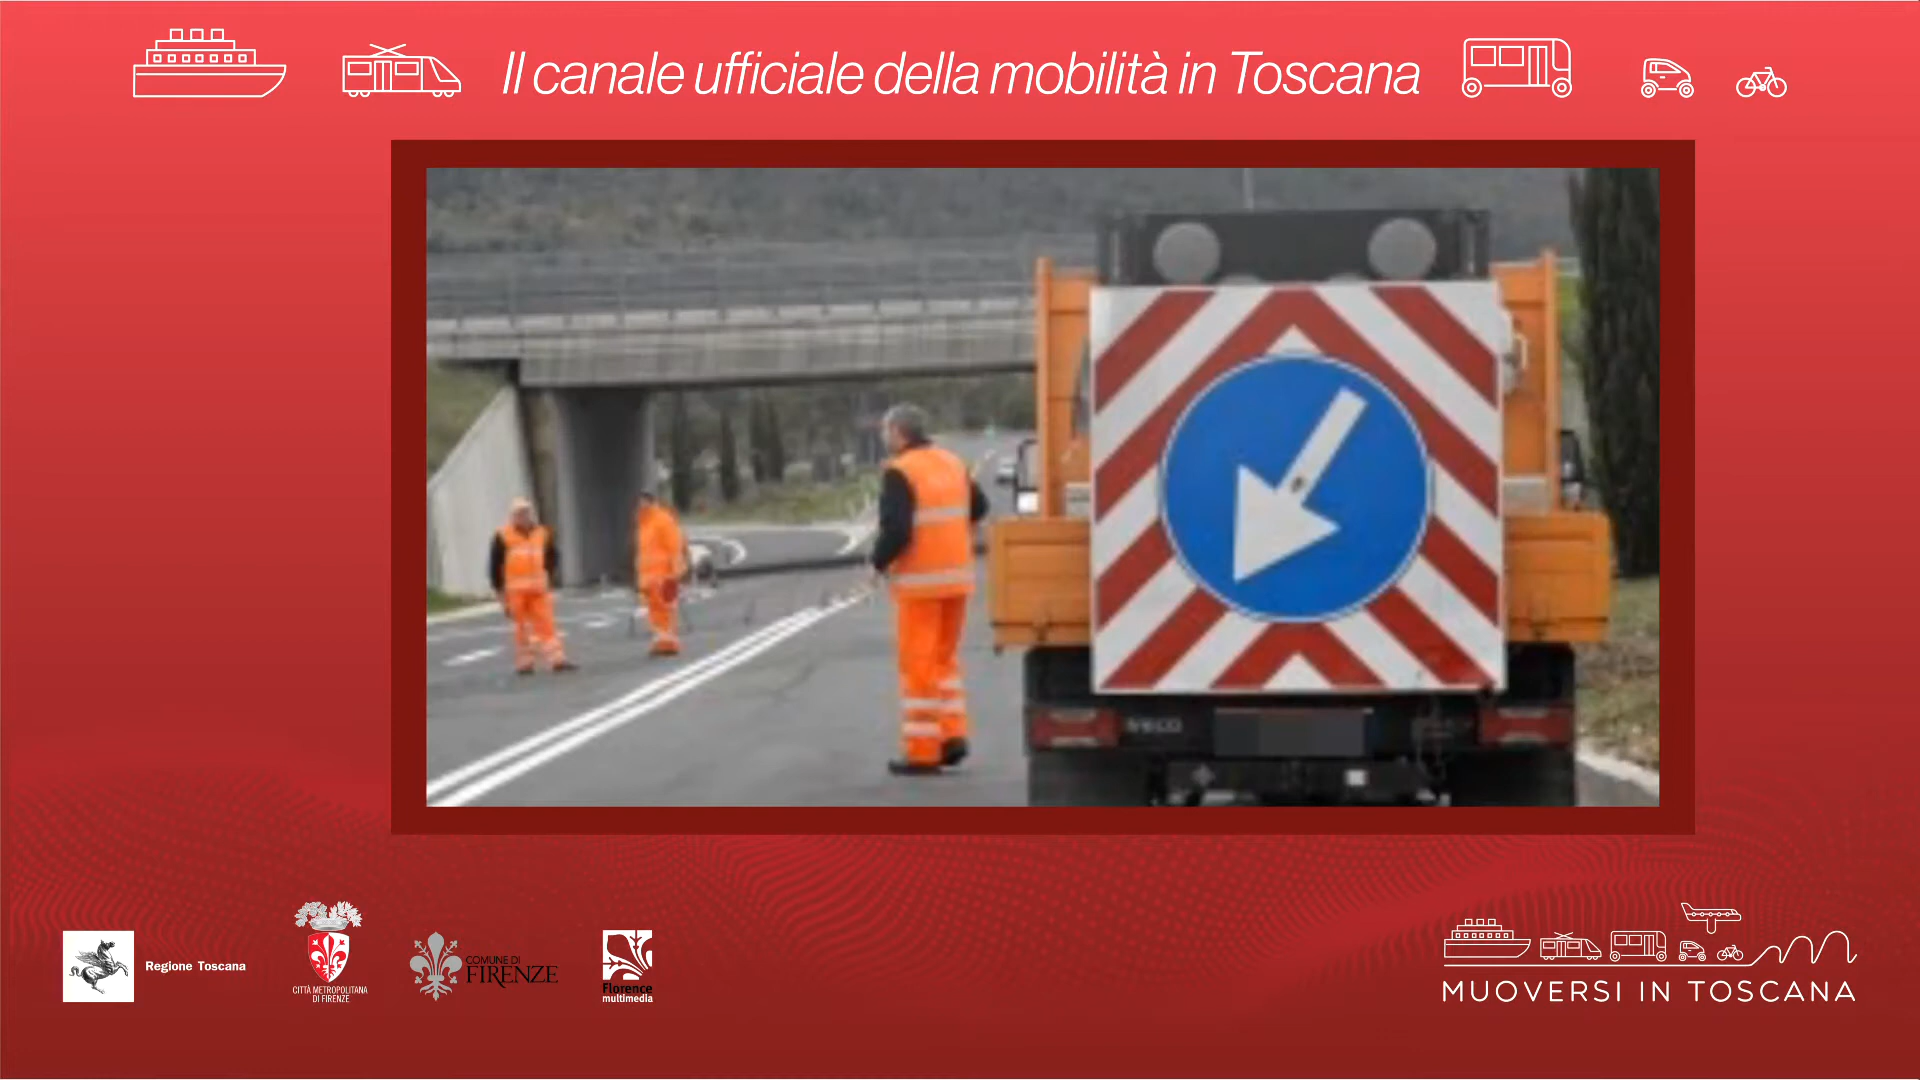 Il canale ufficiale della mobilità in Toscana
IVECO
Regione Toscana
CITTÀ METROPOLITANA
DI FIRENZE
COMUNE DI
FIRENZE
Florence
multimedia
MUOVERSI IN TOSCANA